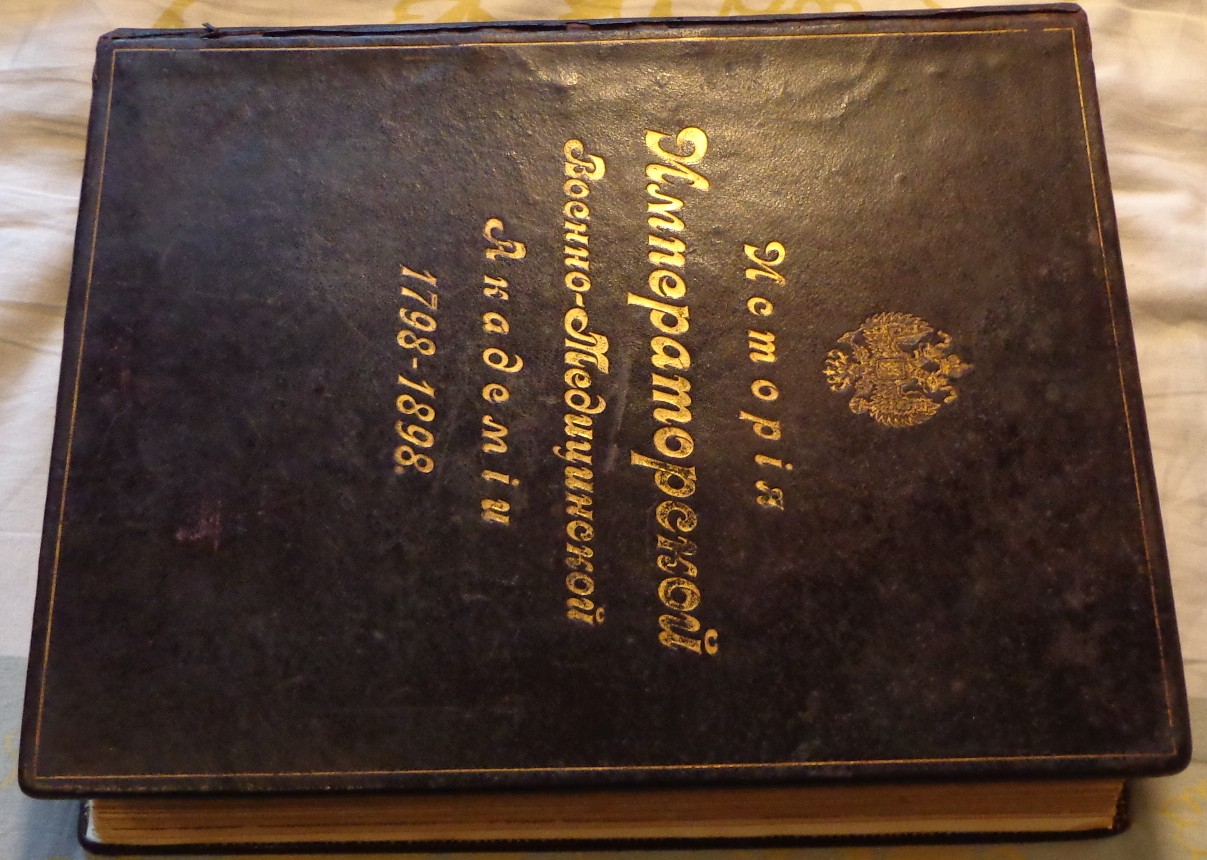 Исторія
Императорской
Военно-Медицинской
Академіи
1798-1898.